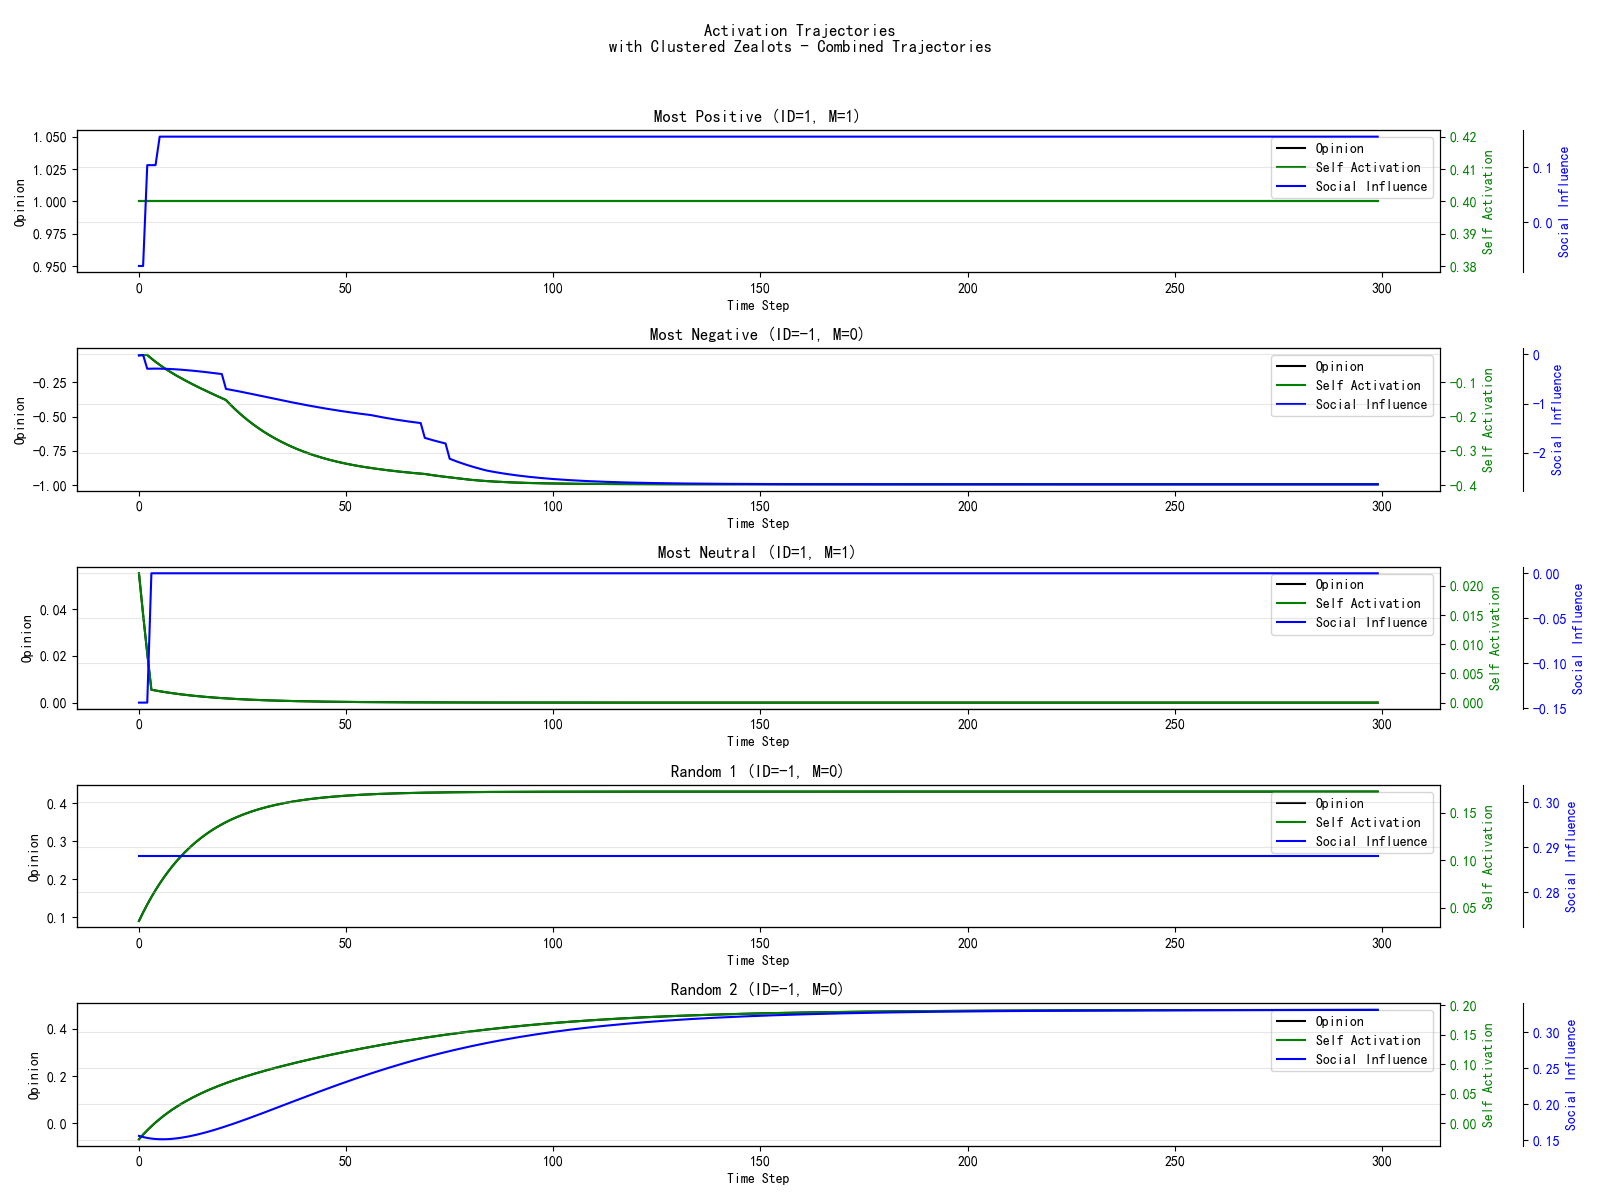 Activation Trajectories
with Clustered Zealots - Combined Trajectories
Most Positive (ID=1, M=1)
Opinion
1.050
1.025
1.000
0.975
0.950
0
50
100
150
200
250
300
Time Step
Opinion
Self Activation
Social Influence
0.42
0.41
0.40
0.39
0.38
Self Activation
0.1
0.0
Social Influence
Most Negative (ID=-1, M=0)
Opinion
-0.25
-0.50
-0.75
-1.00
0
50
100
150
200
250
300
Time Step
Opinion
Self Activation
Social Influence
-0.1
-0.2
-0.3
-0.4
Self Activation
0
-1
-2
Social Influence
Most Neutral (ID=1, M=1)
Opinion
0.04
0.02
0.00
0
50
100
150
200
250
300
Time Step
Opinion
Self Activation
Social Influence
0.020
0.015
0.010
0.005
0.000
Self Activation
0.00
-0.05
-0.10
-0.15
Social Influence
Random 1 (ID=-1, M=0)
Opinion
0.4
0.3
0.2
0.1
0
50
100
150
200
250
300
Time Step
Opinion
Self Activation
Social Influence
0.15
0.10
0.05
Self Activation
0.30
0.29
0.28
Social Influence
Random 2 (ID=-1, M=0)
Opinion
0.4
0.2
0.0
0
50
100
150
200
250
300
Time Step
Opinion
Self Activation
Social Influence
0.20
0.15
0.10
0.05
0.00
Self Activation
0.30
0.25
0.20
0.15
Social Influence